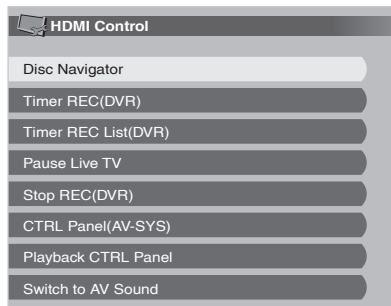 HDMI Control
Disc Navigator
Timer REC(DVR)
Timer REC List(DVR)
Pause Live TV
Stop REC(DVR)
CTRL Panel(AV-SYS)
Playback CTRL Panel
Switch to AV Sound